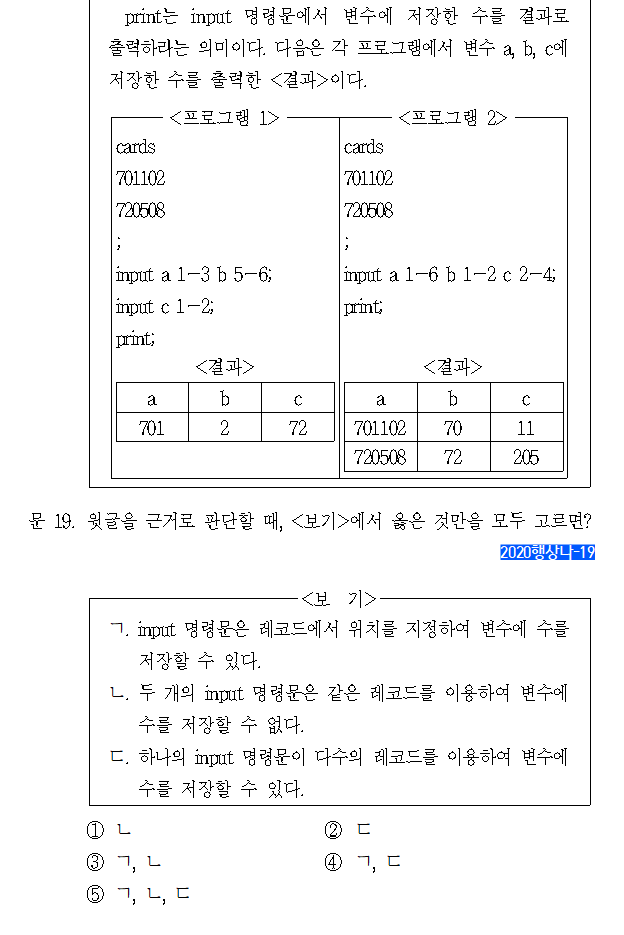 print는 input 명령문에서 변수에 저장한 수를 결과로
출력하라는 의미이다. 다음은 각 프로그램에서 변수 a, b, c에
저장한 수를 출력한 <결과>이다.
<프로그램 1>
cards
701102
720508
;
input a 1-3 b 5-6;
input c 1-2;
print;
<결과>
a b c
701 2 72
<프로그램 2>
cards
701102
720508
;
input a 1-6 b 1-2 c 2-4;
print;
<결과>
a b c
701102 70 11
720508 72 205
문 19. 윗글을 근거로 판단할 때, <보기>에서 옳은 것만을 모두 고르면?
2020행상나-19
<보 기>
ㄱ. input 명령문은 레코드에서 위치를 지정하여 변수에 수를
저장할 수 있다.
ㄴ. 두 개의 input 명령문은 같은 레코드를 이용하여 변수에
수를 저장할 수 없다.
ㄷ. 하나의 input 명령문이 다수의 레코드를 이용하여 변수에
수를 저장할 수 있다.
① ㄴ ② ㄷ
③ ㄱ, ㄴ ④ ㄱ, ㄷ
⑤ ㄱ, ㄴ, ㄷ